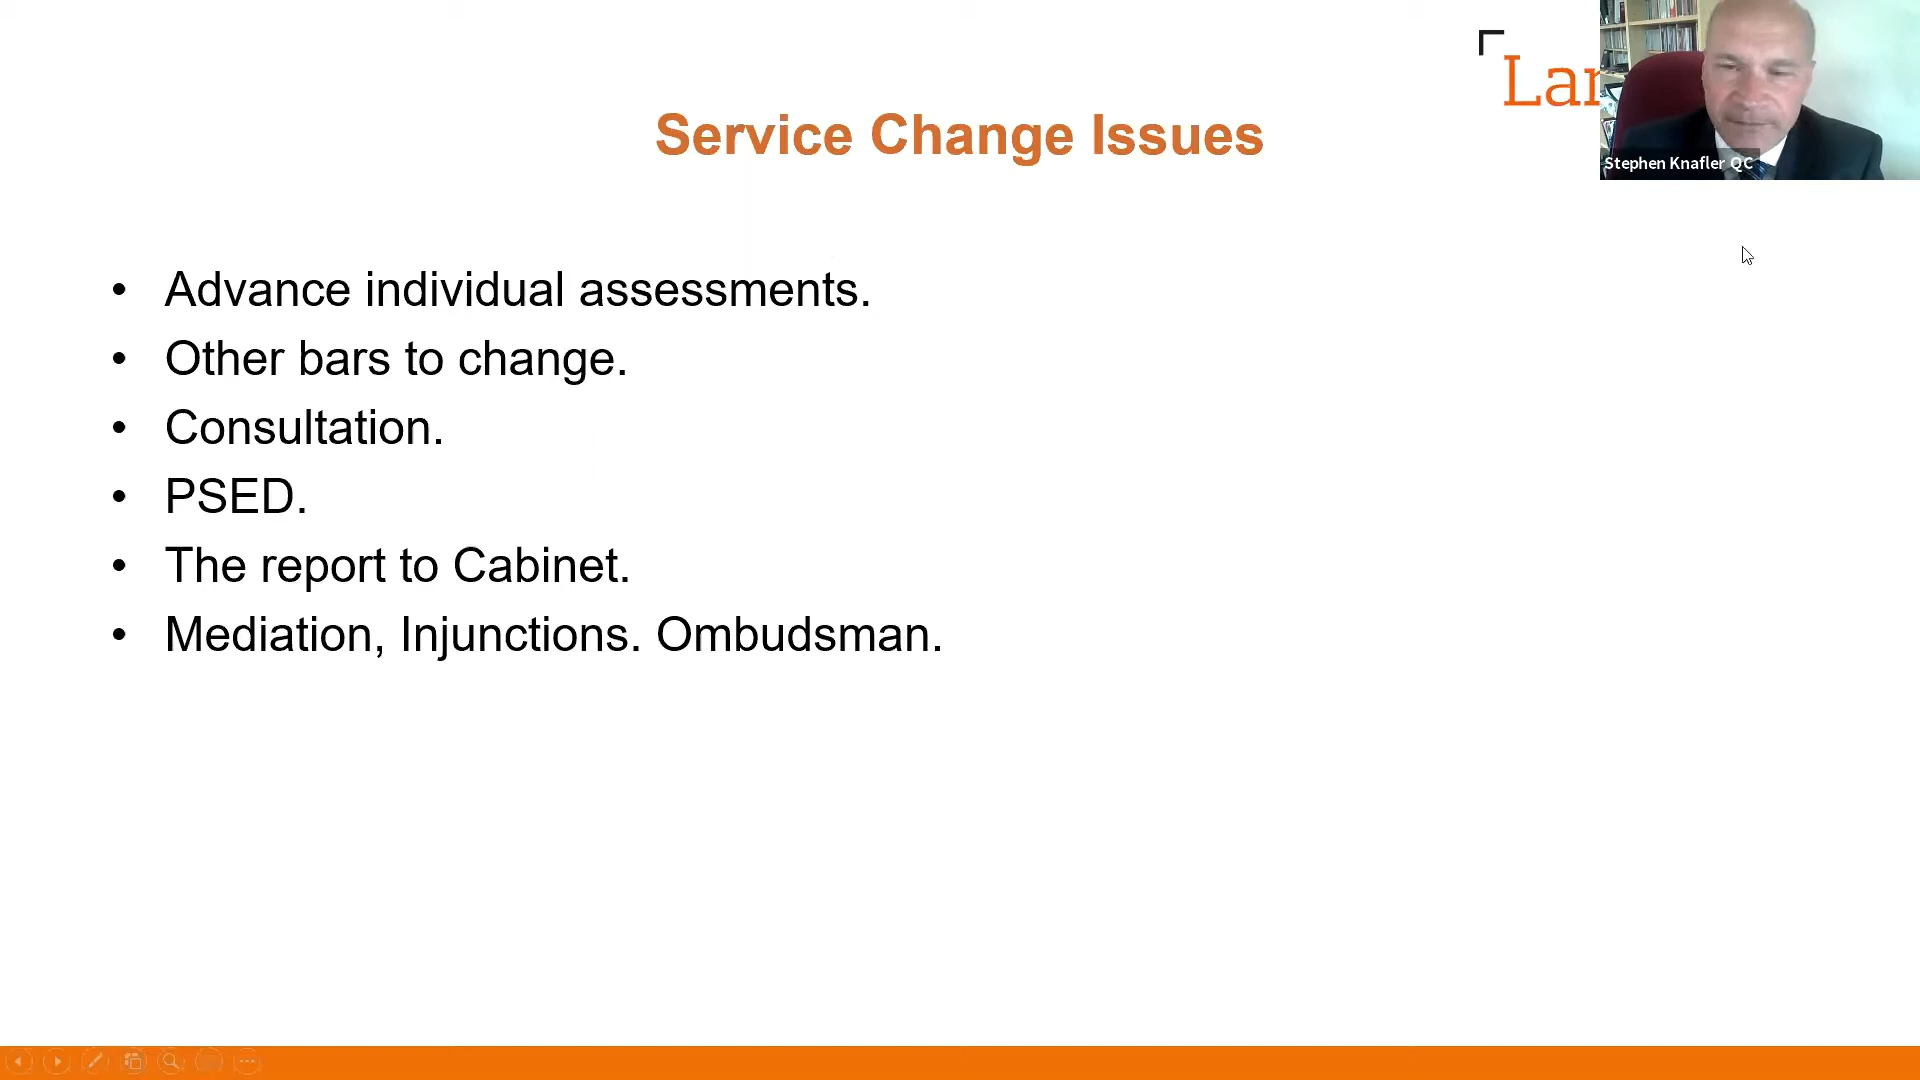 Service Change Issues
Stephen Knafler QC
• Advance individual assessments.
• Other bars to change.
• Consultation.
• PSED.
• The report to Cabinet.
• Mediation, Injunctions. Ombudsman.